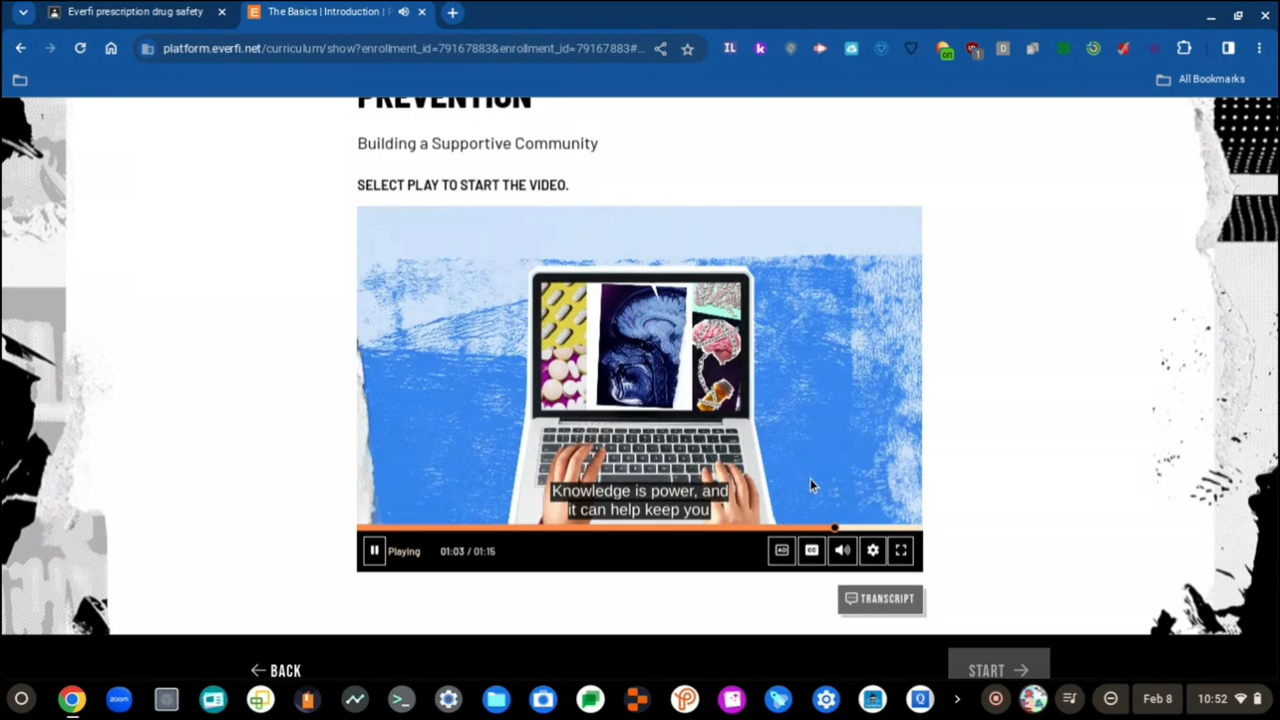 Everfi prescription drug safety
The Basics | Introduction |
platform.everfi.net/curriculum/show?enrollment_id=79167883&enrollment_id=79167883#...
All Bookmarks
PREVENTION
Building a Supportive Community
SELECT PLAY TO START THE VIDEO.
Knowledge is power, and
it can help keep you
Playing 01:03 / 01:15
AD CC
TRANSCRIPT
BACK
START
Feb 8 10:52